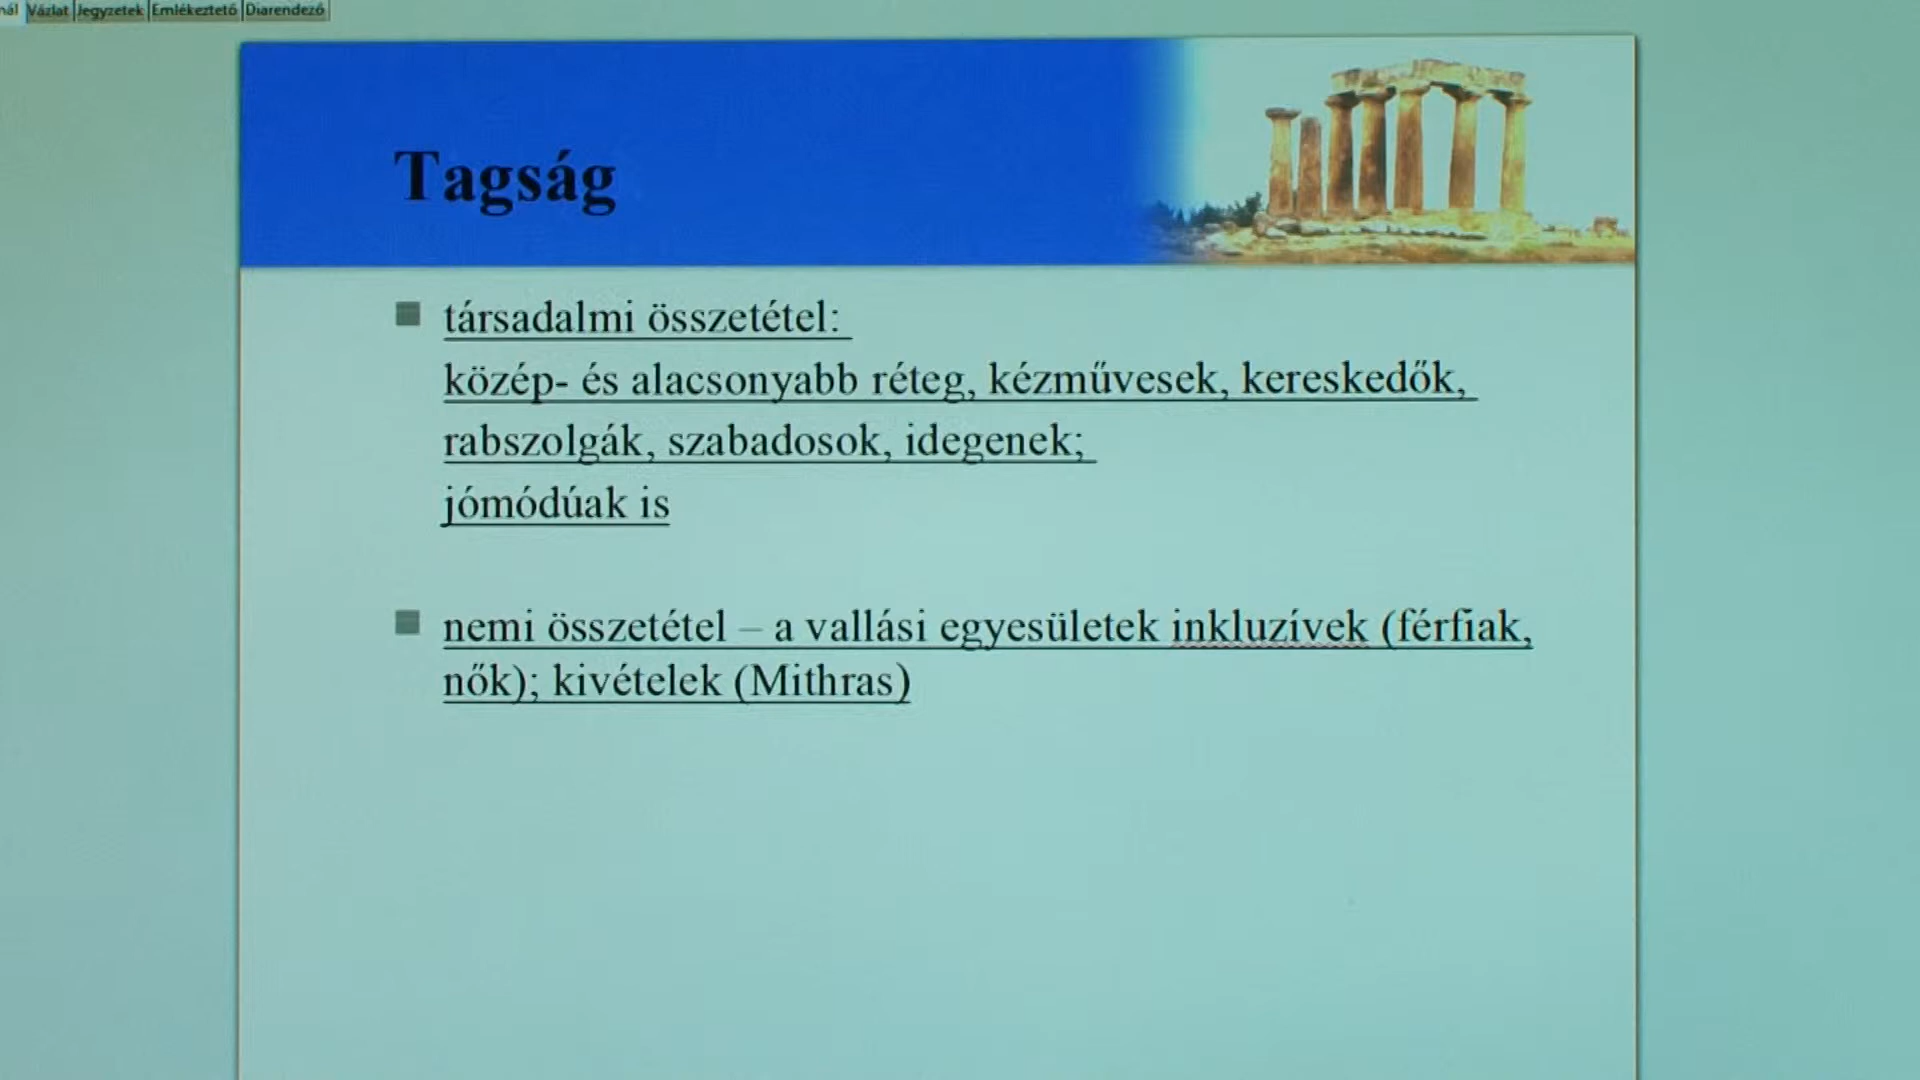 nál Vázlat Jegyzetek Emlékeztető Diarendező
Tagság
társadalmi összetétel:
közép- és alacsonyabb réteg, kézművesek, kereskedők,
rabszolgák, szabadosok, idegenek;
jómódúak is
nemi összetétel – a vallási egyesületek inkluzívek (férfiak,
nők); kivételek (Mithras)